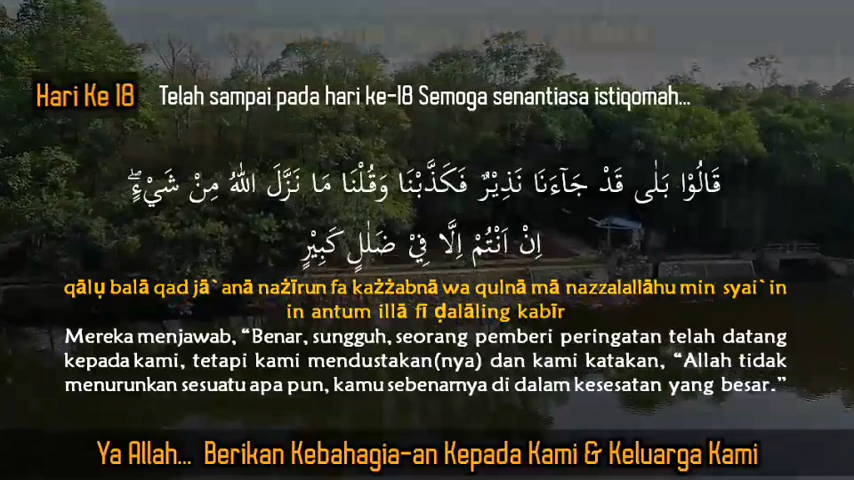 Hari Ke 18
Telah sampai pada hari ke-18 Semoga senantiasa istiqomah...
قَالُوْا بَلٰى قَدْ جَاۤءَنَا نَذِيْرٌ فَكَذَّبْنَا وَقُلْنَا مَا نَزَّلَ اللّٰهُ مِنْ شَيْءٍۖ
اِنْ اَنْتُمْ اِلَّا فِيْ ضَلٰلٍ كَبِيْرٍ
qālụ balā qad jā`anā nażīrun fa każżabnā wa qulnā mā nazzalallāhu min syai`in
in antum illā fī ḍalāling kabīr
Mereka menjawab, “Benar, sungguh, seorang pemberi peringatan telah datang
kepada kami, tetapi kami mendustakan(nya) dan kami katakan, “Allah tidak
menurunkan sesuatu apa pun, kamu sebenarnya di dalam kesesatan yang besar.”
Ya Allah... Berikan Kebahagia-an Kepada Kami & Keluarga Kami